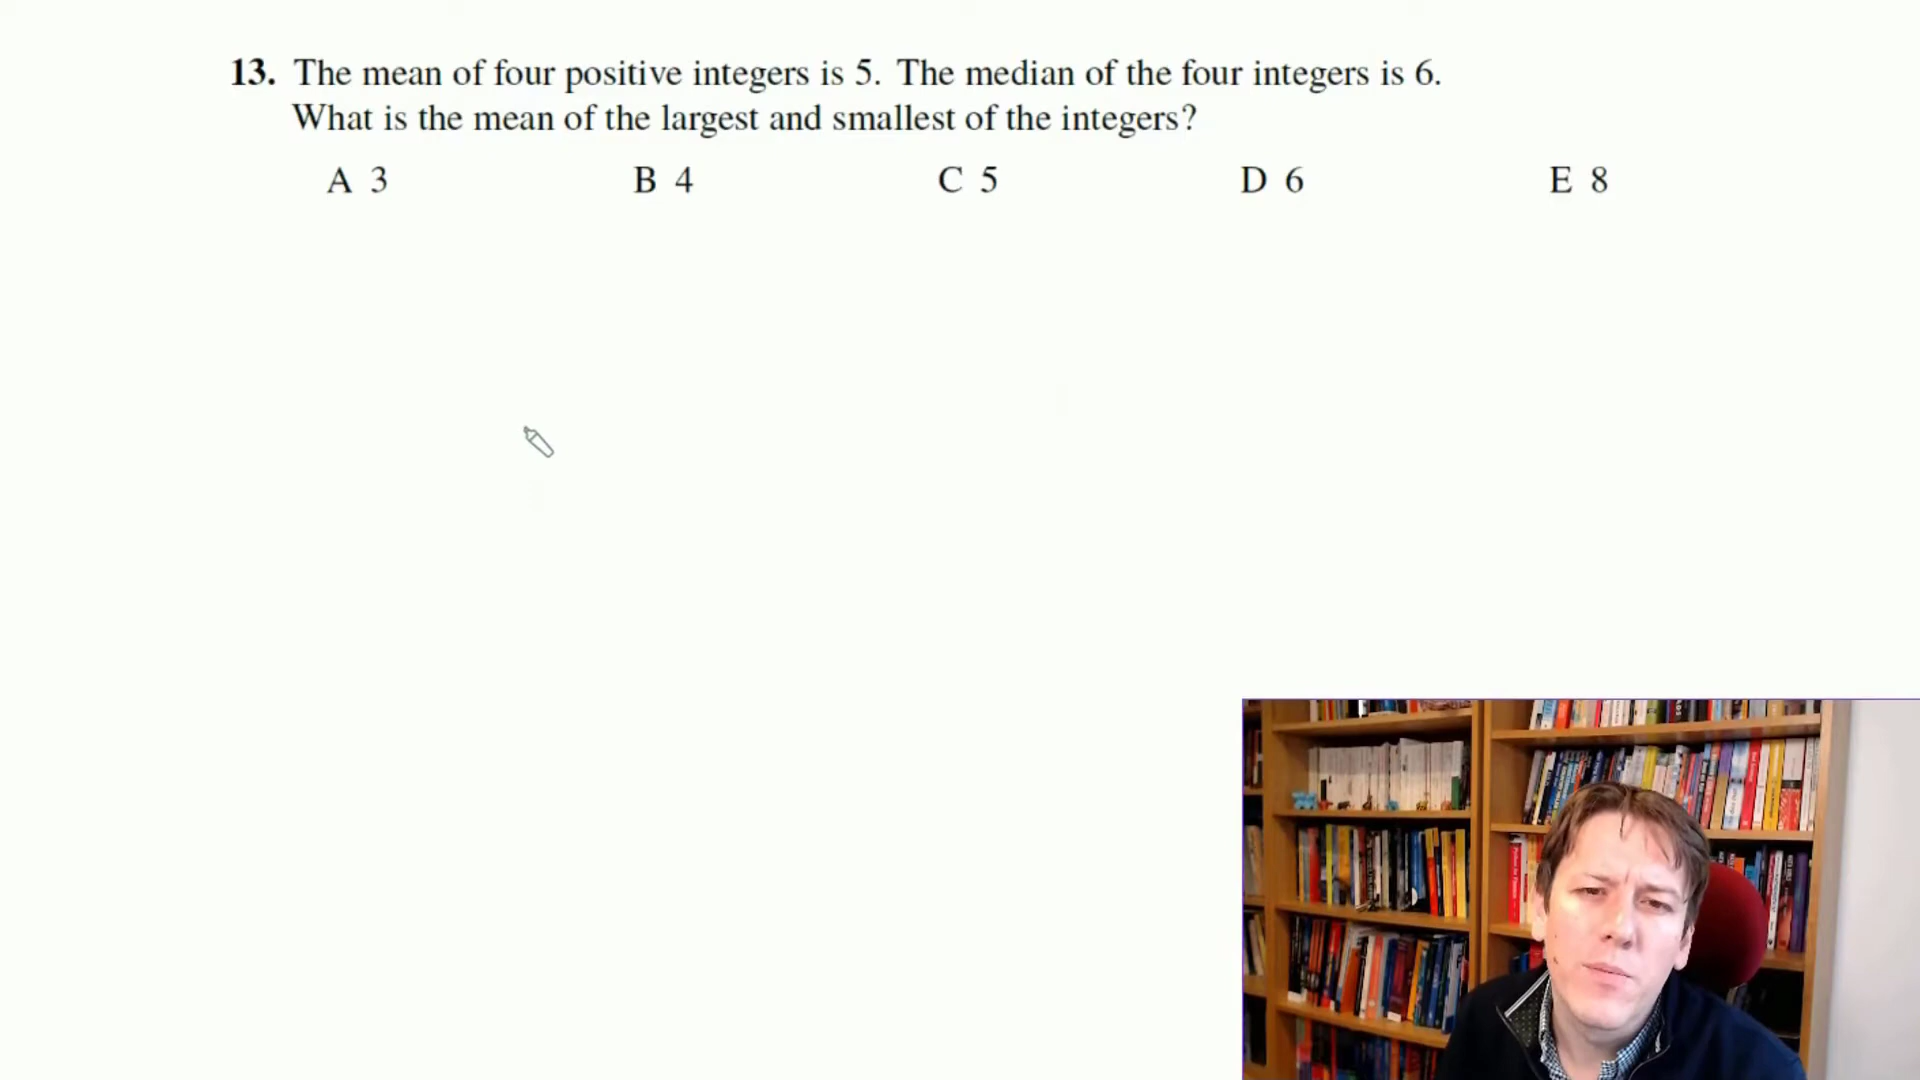 13. The mean of four positive integers is 5. The median of the four integers is 6.
What is the mean of the largest and smallest of the integers?
A 3 B 4 C 5 D 6 E 8